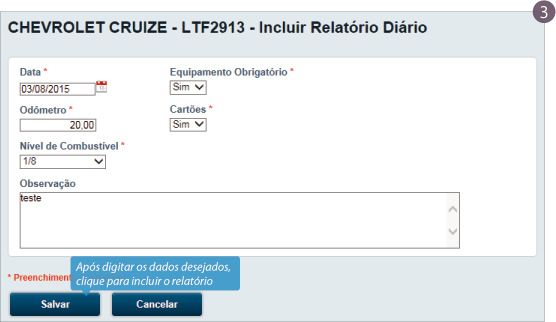 3
CHEVROLET CRUIZE - LTF2913 - Incluir Relatório Diário
Data * Equipamento Obrigatório *
03/08/2015 Sim
Odômetro * Cartões *
20,00 Sim
Nível de Combustível *
1/8
Observação
teste
Após digitar os dados desejados,
* Preenchiment
clique para incluir o relatório
Salvar Cancelar